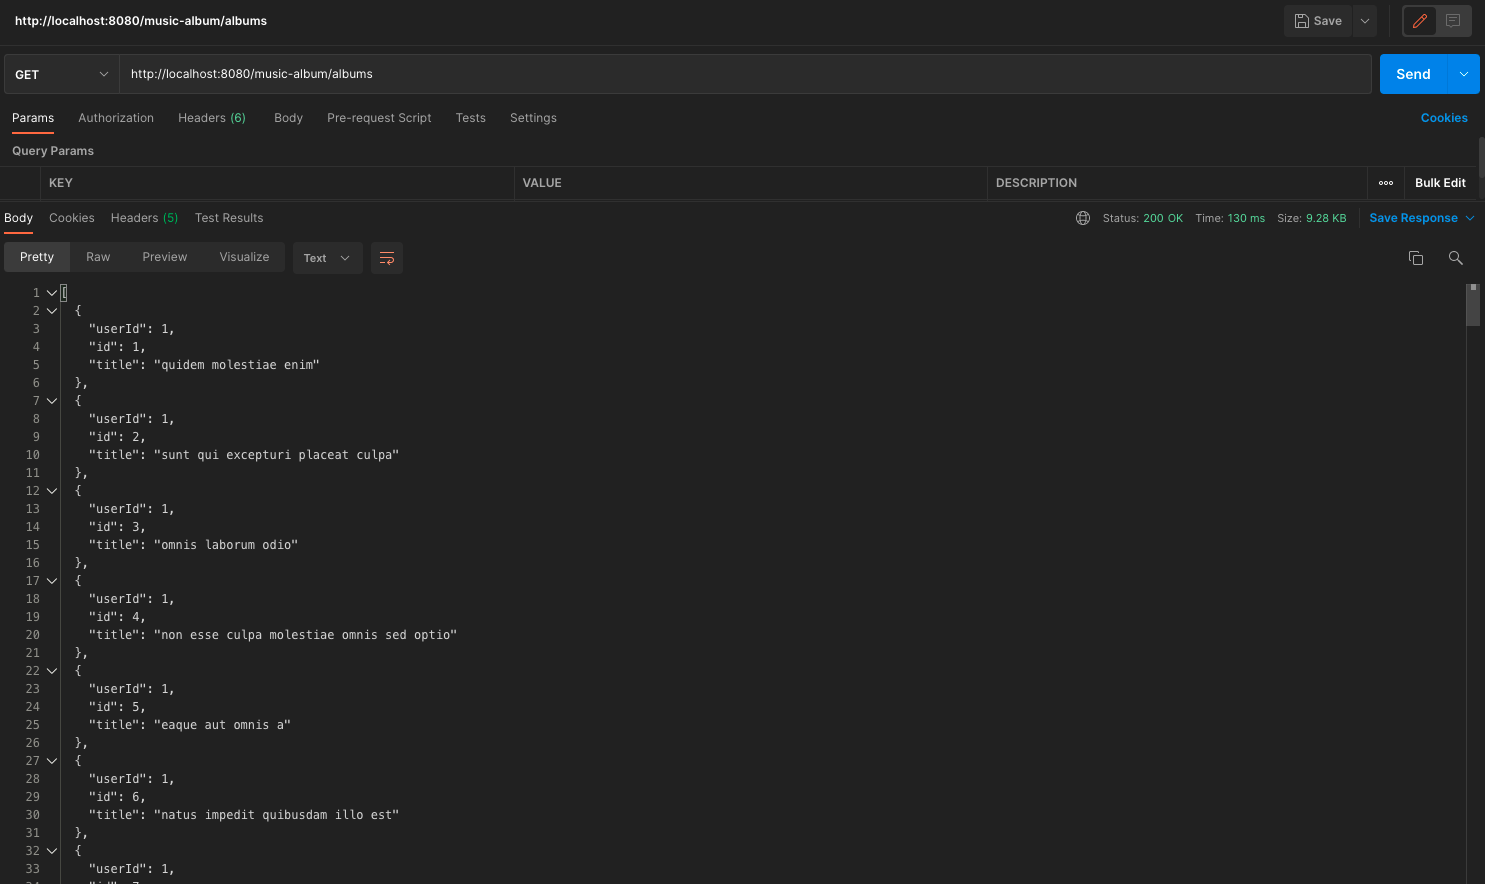 http://localhost:8080/music-album/albums
Save
GET
http://localhost:8080/music-album/albums
Send
Params Authorization Headers (6) Body Pre-request Script Tests Settings Cookies
Query Params
KEY VALUE DESCRIPTION ooo Bulk Edit
Body Cookies Headers (5) Test Results Status: 200 OK Time: 130 ms Size: 9.28 KB Save Response
Pretty Raw Preview Visualize Text
1 [
2 {
3 "userId": 1,
4 "id": 1,
5 "title": "quidem molestiae enim"
6 },
7 {
8 "userId": 1,
9 "id": 2,
10 "title": "sunt qui excepturi placeat culpa"
11 },
12 {
13 "userId": 1,
14 "id": 3,
15 "title": "omnis laborum odio"
16 },
17 {
18 "userId": 1,
19 "id": 4,
20 "title": "non esse culpa molestiae omnis sed optio"
21 },
22 {
23 "userId": 1,
24 "id": 5,
25 "title": "eaque aut omnis a"
26 },
27 {
28 "userId": 1,
29 "id": 6,
30 "title": "natus impedit quibusdam illo est"
31 },
32 {
33 "userId": 1,